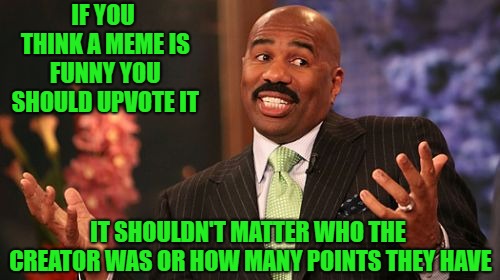 IF YOU
THINK A MEME IS
FUNNY YOU
SHOULD UPVOTE IT
IT SHOULDN'T MATTER WHO THE
CREATOR WAS OR HOW MANY POINTS THEY HAVE